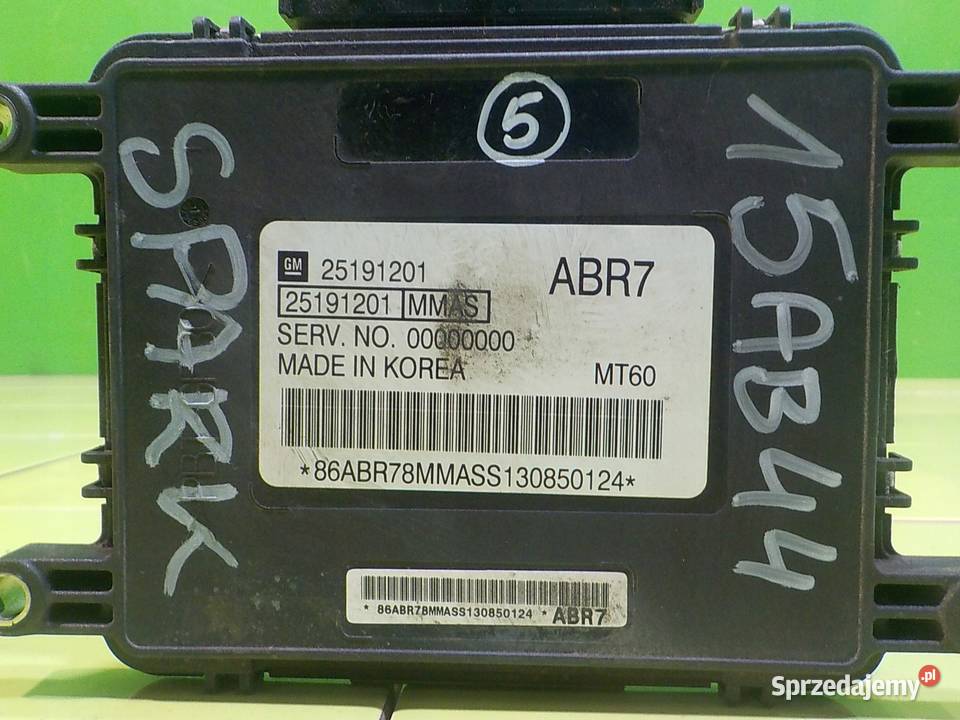 5
SPARK
15AB44
GM 25191201
ABR7
25191201 MMAS
SERV. NO. 00000000
MADE IN KOREA
MT60
*86ABR78MMASS130850124*
* 86ABR78MMASS130850124 * ABR7
Sprzedajemy.pl